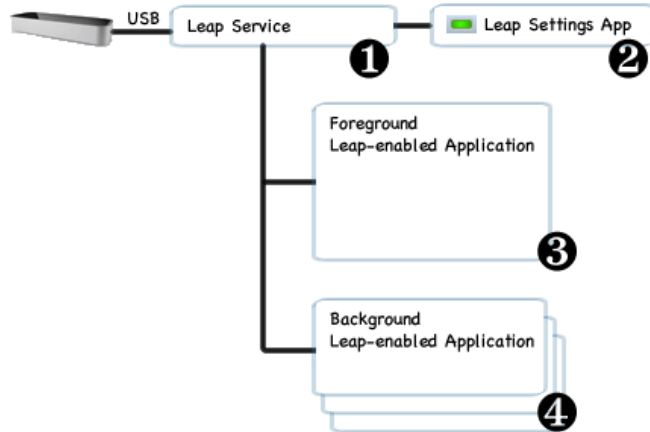 USB
Leap Service
1
Leap Settings App
2
Foreground
Leap-enabled Application
3
Background
Leap-enabled Application
4